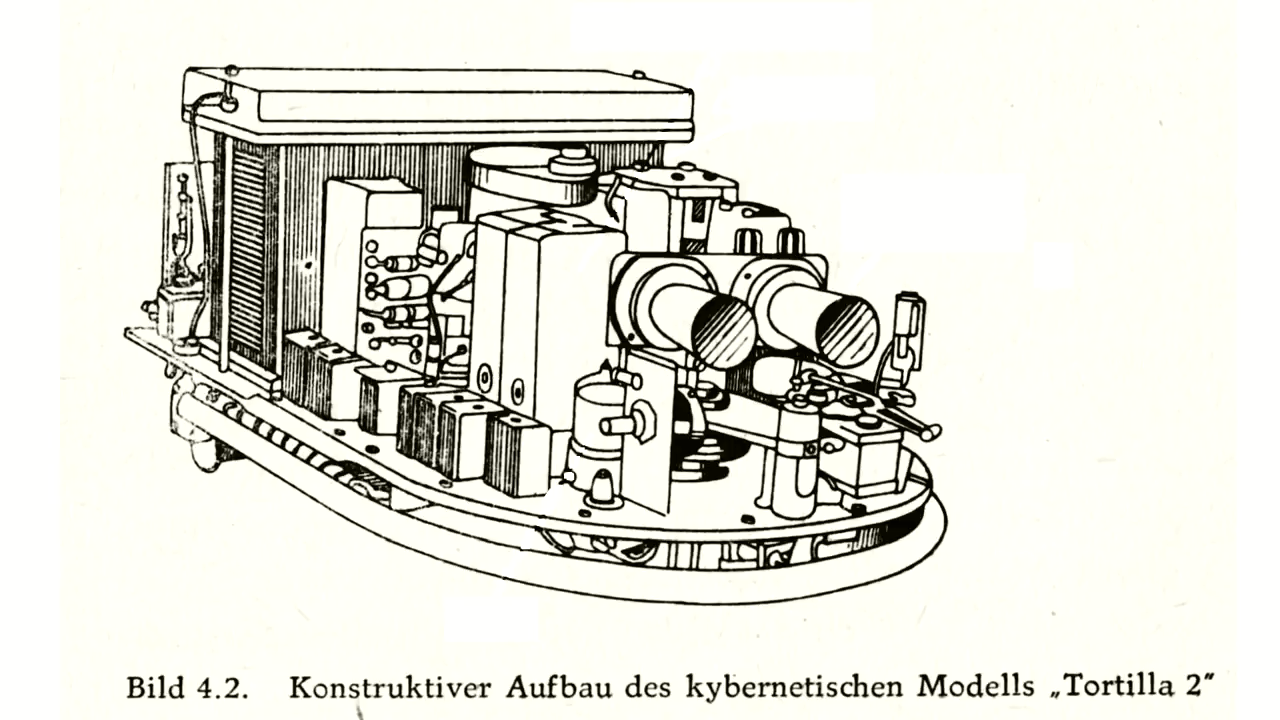 Bild 4.2. Konstruktiver Aufbau des kybernetischen Modells „Tortilla 2”